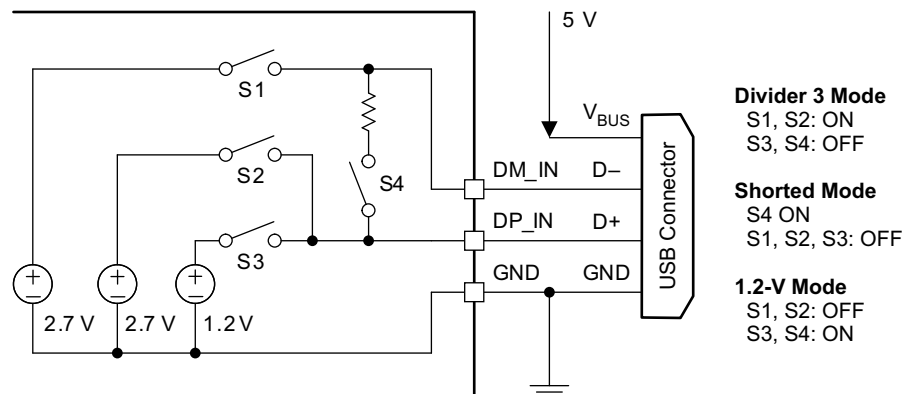 5 V
S1
V BUS
S2
S4
DM_IN D–
DP_IN D+
S3
GND GND
2.7 V 2.7 V 1.2 V
USB Connector
Divider 3 Mode
S1, S2: ON
S3, S4: OFF
Shorted Mode
S4 ON
S1, S2, S3: OFF
1.2-V Mode
S1, S2: OFF
S3, S4: ON